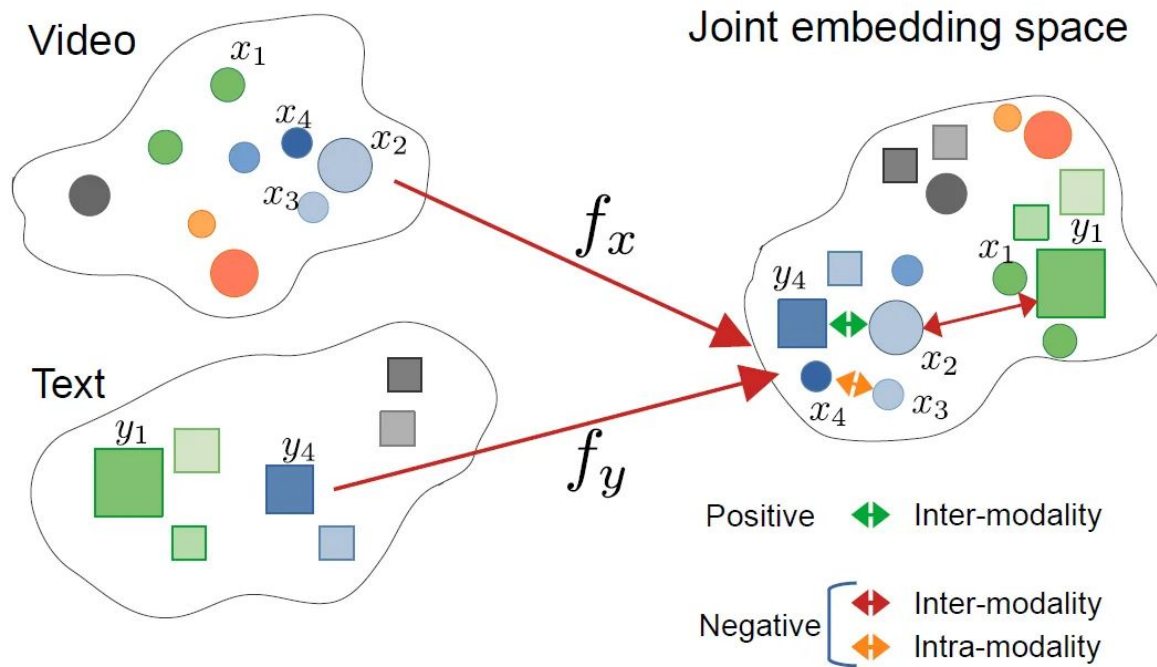 Video
x₁
x₄
x₂
x₃
fₓ
Text
y₁
y₄
f_y
Joint embedding space
y₁
x₁
y₄
x₂
x₄
x₃
Positive Inter-modality
Negative Inter-modality
Intra-modality